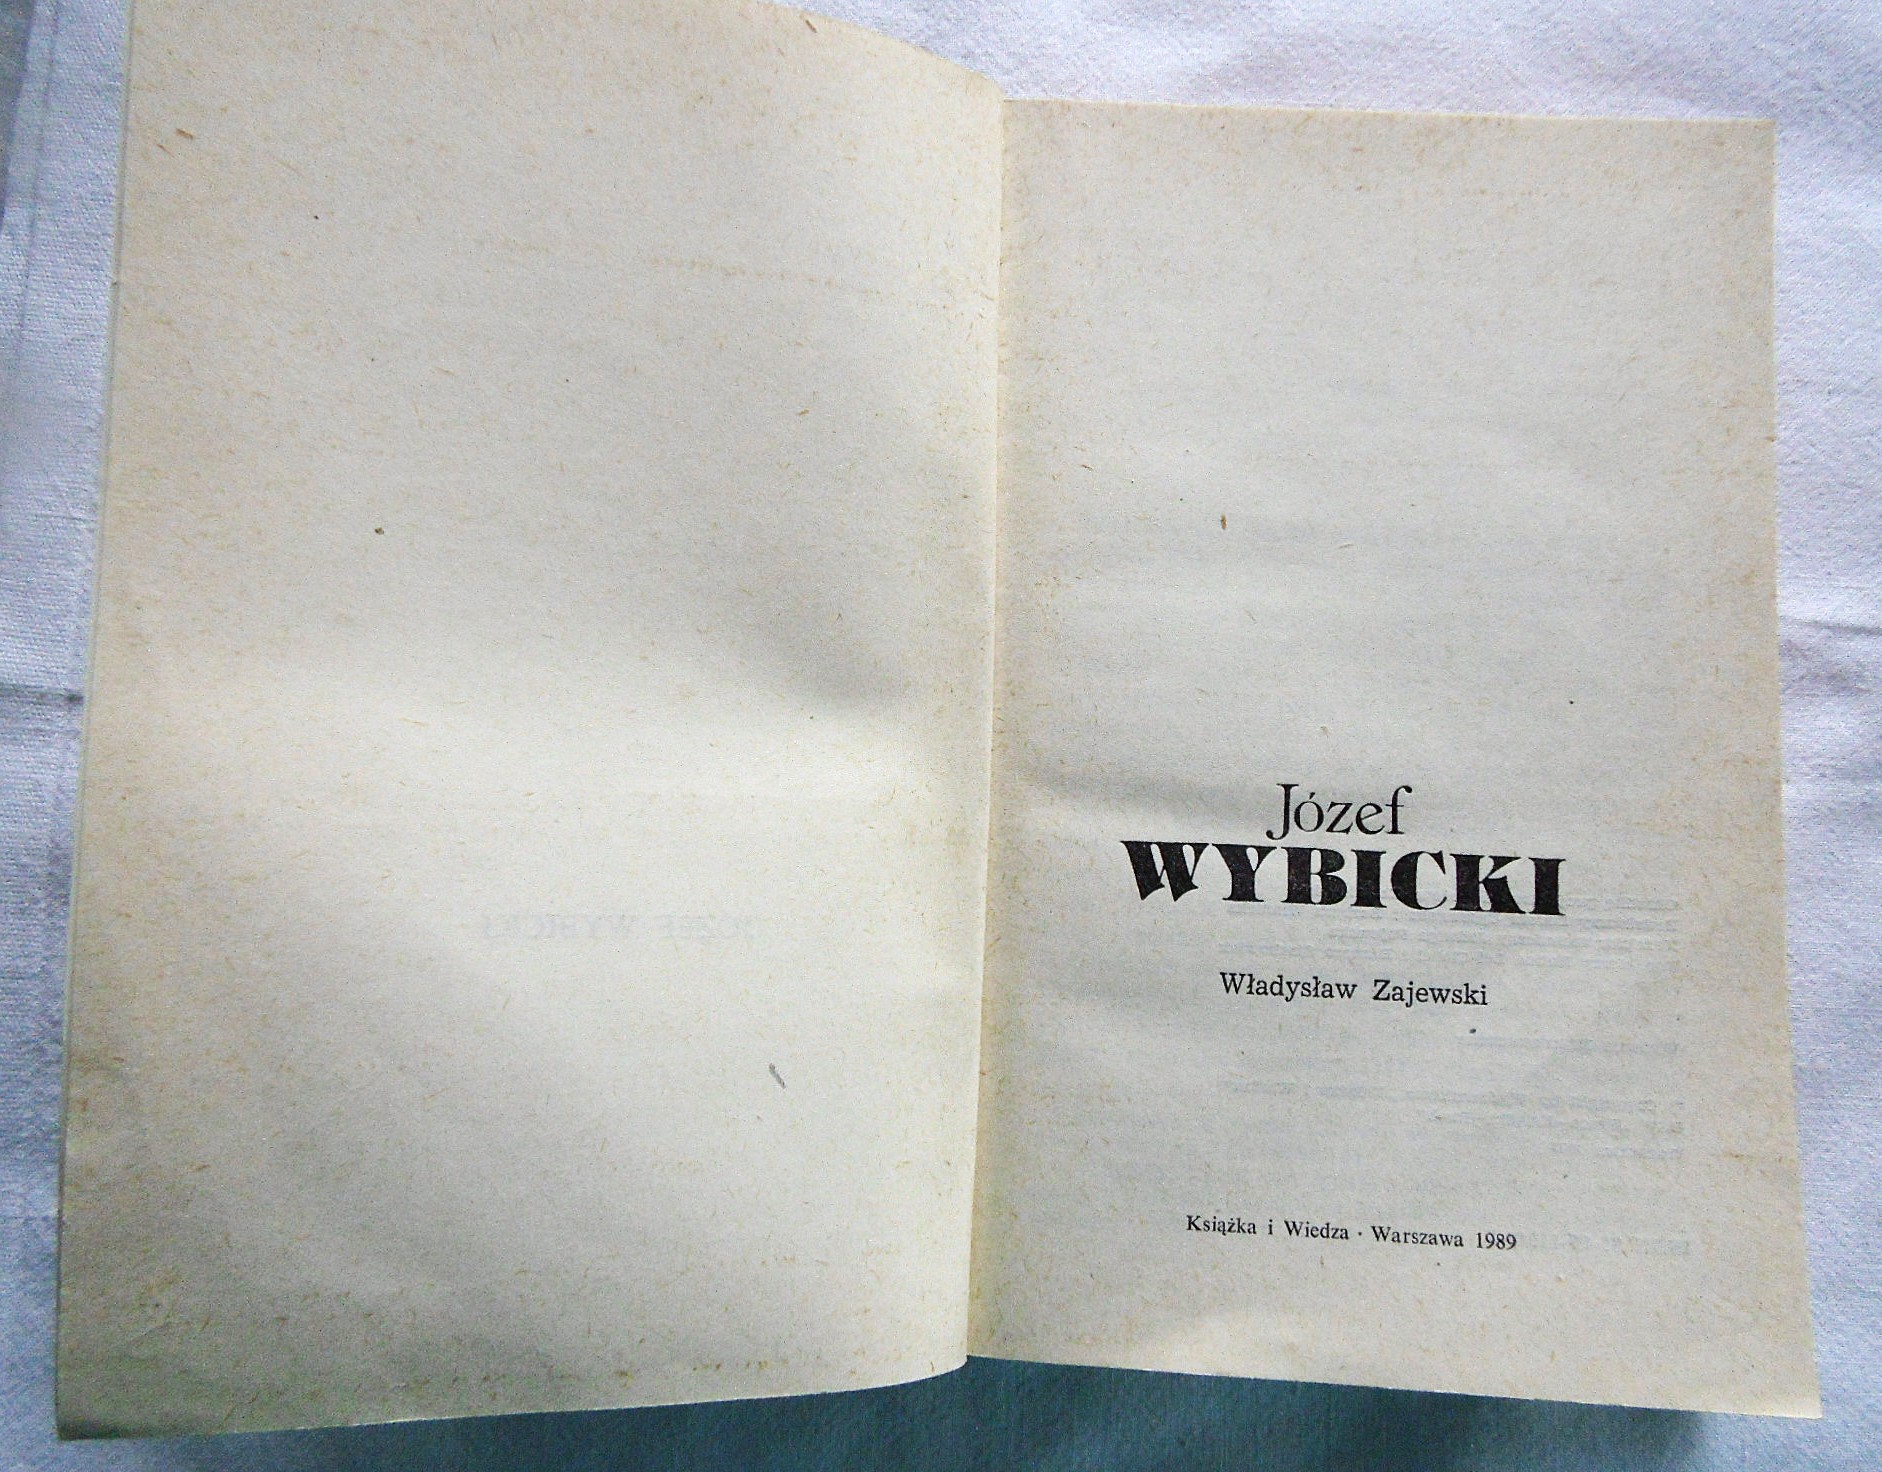 Józef
WYBICKI
Władysław Zajewski
Książka i Wiedza · Warszawa 1989